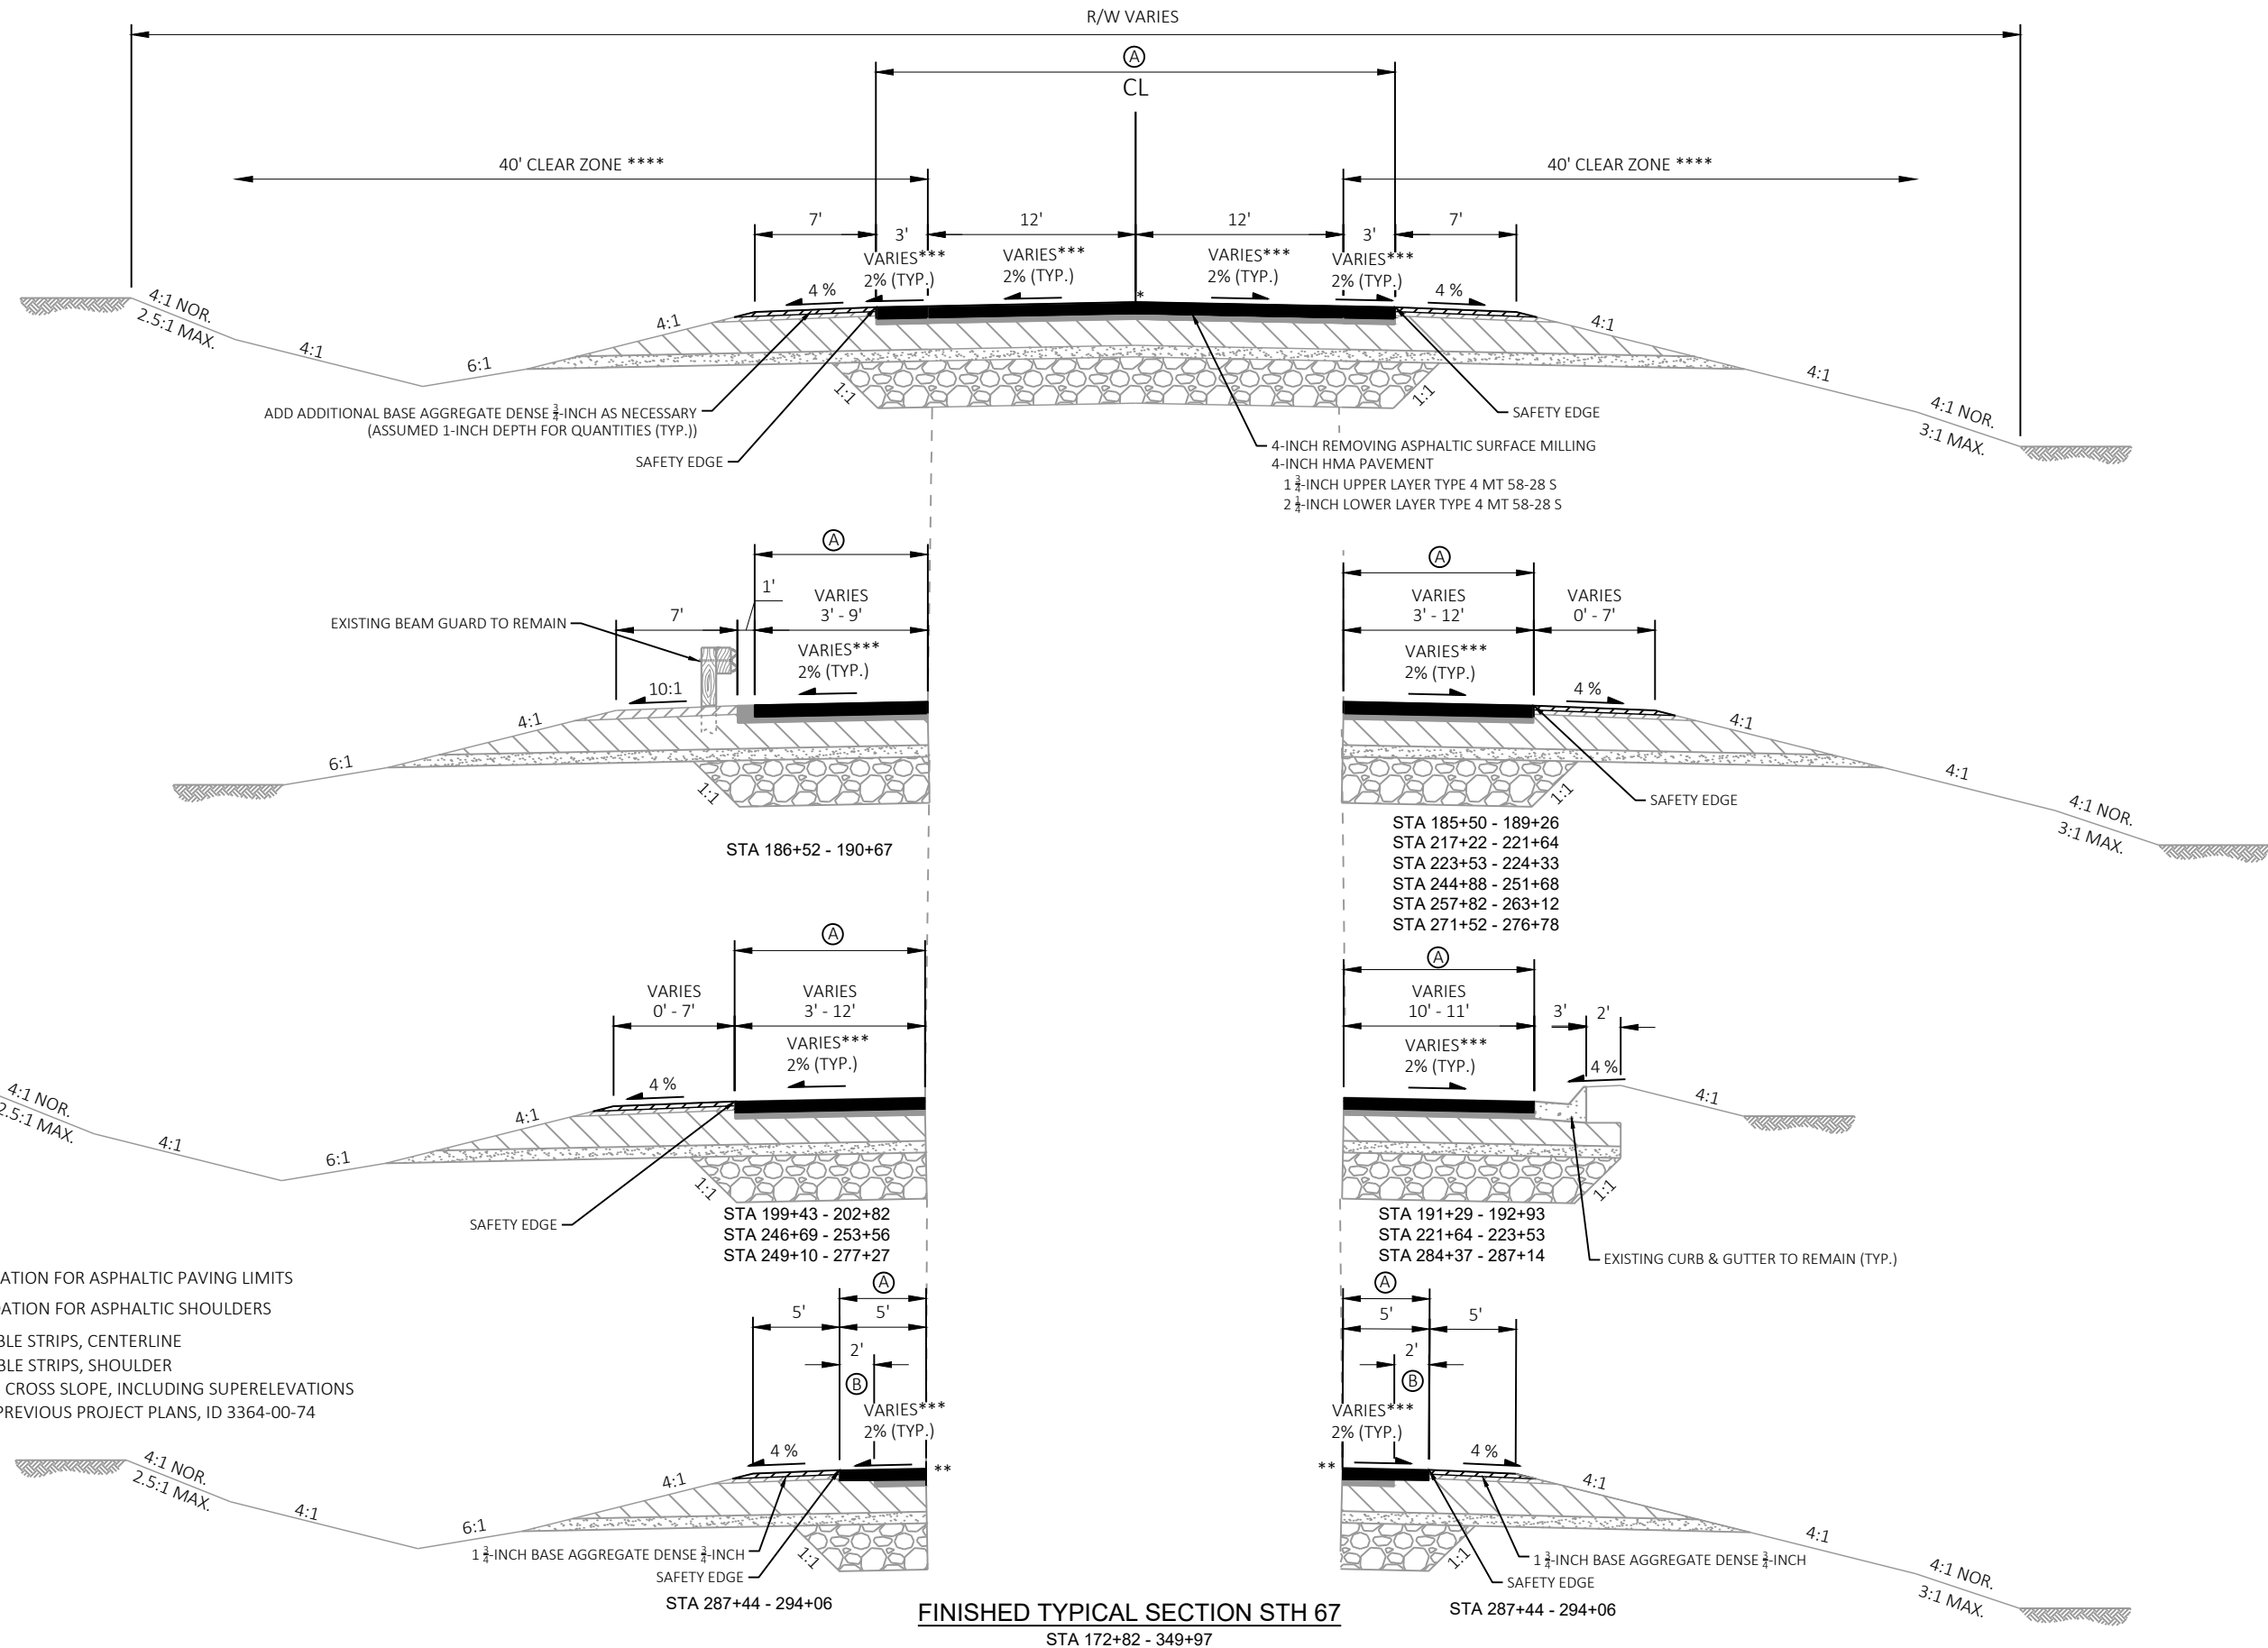 R/W VARIES
Ⓐ
CL
40' CLEAR ZONE ****
40' CLEAR ZONE ****
7'
3'
12'
12'
3'
7'
VARIES***
2% (TYP.)
VARIES***
2% (TYP.)
VARIES***
2% (TYP.)
VARIES***
2% (TYP.)
4 %
4 %
*
4:1 NOR.
2.5:1 MAX.
4:1
6:1
4:1
1:1
1:1
4:1
4:1
4:1 NOR.
3:1 MAX.
ADD ADDITIONAL BASE AGGREGATE DENSE 3/4-INCH AS NECESSARY
(ASSUMED 1-INCH DEPTH FOR QUANTITIES (TYP.))
SAFETY EDGE
SAFETY EDGE
4-INCH REMOVING ASPHALTIC SURFACE MILLING
4-INCH HMA PAVEMENT
1 3/4-INCH UPPER LAYER TYPE 4 MT 58-28 S
2 1/4-INCH LOWER LAYER TYPE 4 MT 58-28 S
Ⓐ
1'
7'
VARIES
3' - 9'
EXISTING BEAM GUARD TO REMAIN
VARIES***
2% (TYP.)
10:1
4:1
6:1
1:1
STA 186+52 - 190+67
Ⓐ
VARIES
3' - 12'
VARIES
0' - 7'
VARIES***
2% (TYP.)
4 %
4:1
4:1
4:1 NOR.
3:1 MAX.
1:1
SAFETY EDGE
STA 185+50 - 189+26
STA 217+22 - 221+64
STA 223+53 - 224+33
STA 244+88 - 251+68
STA 257+82 - 263+12
STA 271+52 - 276+78
Ⓐ
VARIES
0' - 7'
VARIES
3' - 12'
VARIES***
2% (TYP.)
4 %
4:1 NOR.
2.5:1 MAX.
4:1
6:1
4:1
1:1
SAFETY EDGE
STA 199+43 - 202+82
STA 246+69 - 253+56
STA 249+10 - 277+27
Ⓐ
VARIES
10' - 11'
3'
2'
VARIES***
2% (TYP.)
4 %
4:1
1:1
STA 191+29 - 192+93
STA 221+64 - 223+53
STA 284+37 - 287+14
EXISTING CURB & GUTTER TO REMAIN (TYP.)
ATION FOR ASPHALTIC PAVING LIMITS
ATION FOR ASPHALTIC SHOULDERS
BLE STRIPS, CENTERLINE
BLE STRIPS, SHOULDER
CROSS SLOPE, INCLUDING SUPERELEVATIONS
PREVIOUS PROJECT PLANS, ID 3364-00-74
Ⓐ
5'
5'
2'
Ⓑ
VARIES***
2% (TYP.)
4 %
**
4:1 NOR.
2.5:1 MAX.
4:1
6:1
4:1
1:1
1 3/4-INCH BASE AGGREGATE DENSE 3/4-INCH
SAFETY EDGE
STA 287+44 - 294+06
Ⓐ
5'
5'
2'
Ⓑ
VARIES***
2% (TYP.)
4 %
**
4:1
4:1
4:1 NOR.
3:1 MAX.
1:1
1 3/4-INCH BASE AGGREGATE DENSE 3/4-INCH
SAFETY EDGE
STA 287+44 - 294+06
FINISHED TYPICAL SECTION STH 67
STA 172+82 - 349+97